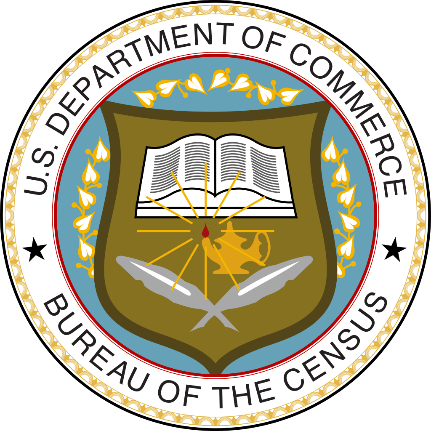 U.S. DEPARTMENT OF COMMERCE
BUREAU OF THE CENSUS